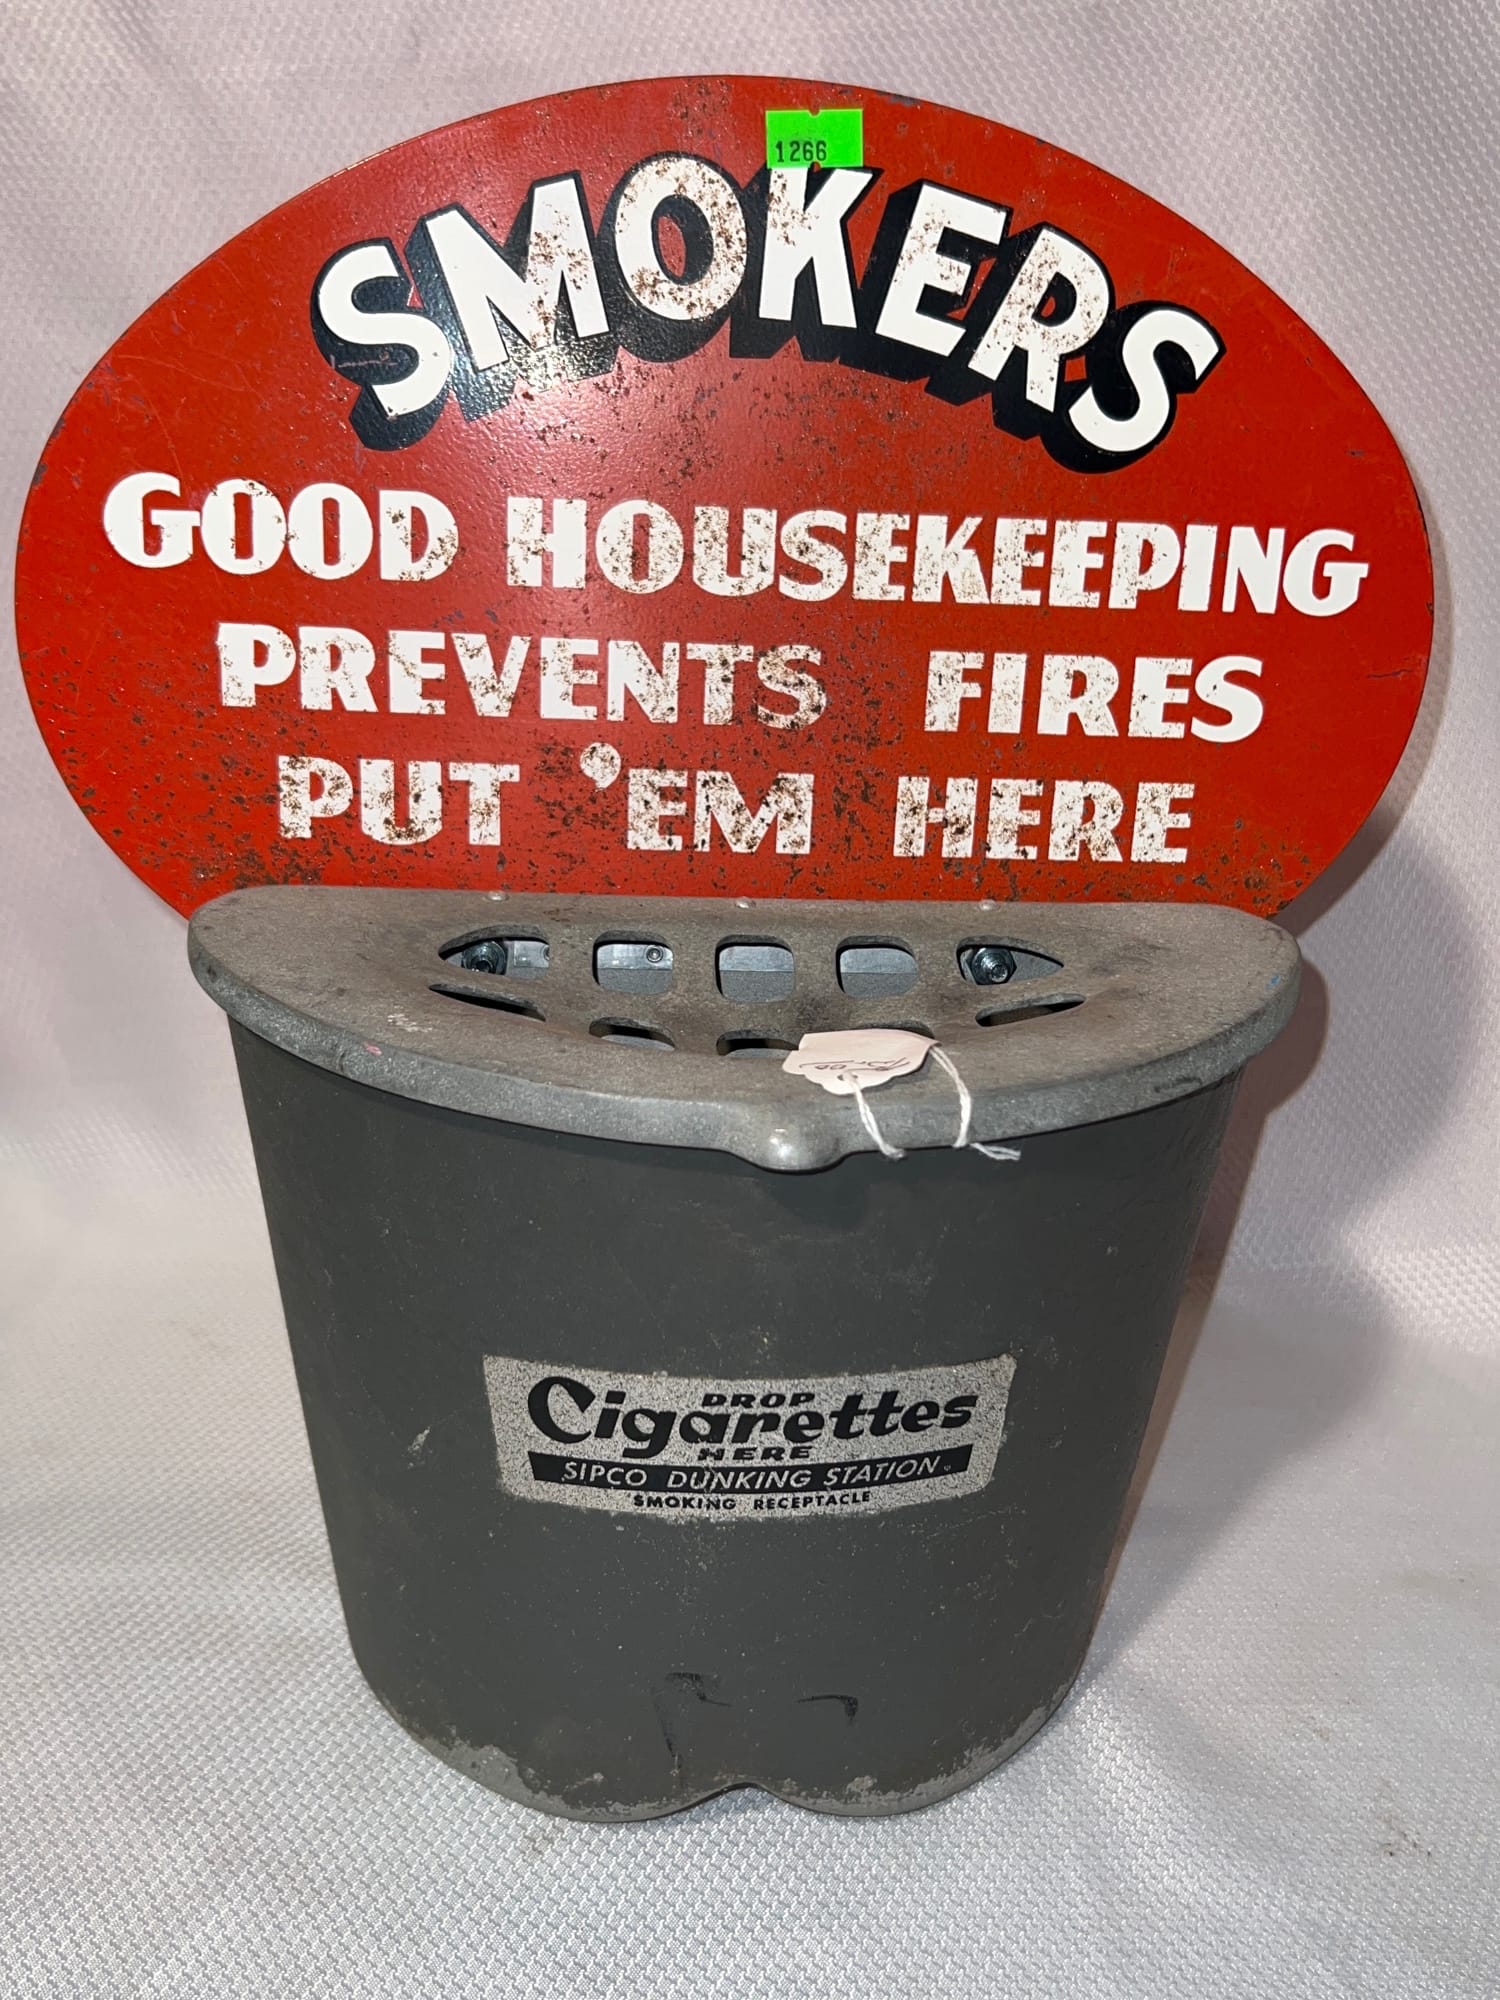 1266
SMOKERS
GOOD HOUSEKEEPING
PREVENTS FIRES
PUT 'EM HERE
DROP
Cigarettes
HERE
SIPCO DUNKING STATION
SMOKING RECEPTACLE